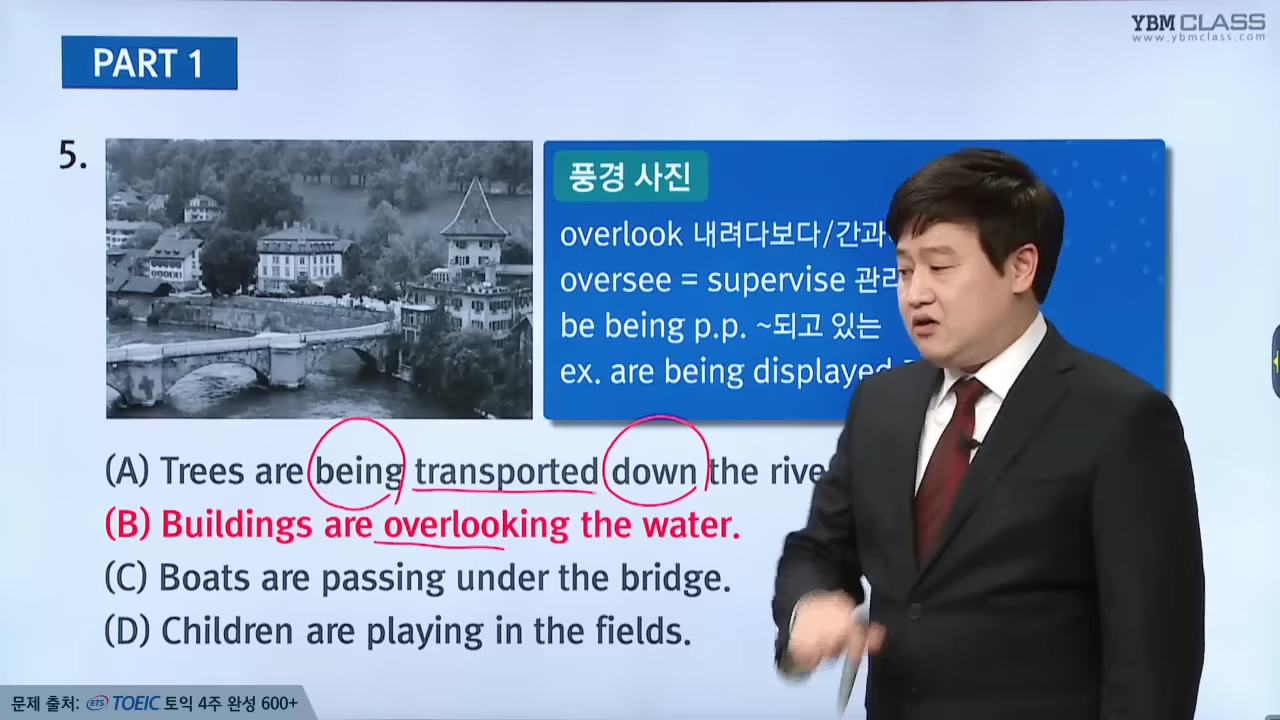 YBM CLASS
www.ybmclass.com
PART 1
5.
풍경 사진
overlook 내려다보다/간과
oversee = supervise 관리
be being p.p. ~되고 있는
ex. are being displayed
(A) Trees are being transported down the rive
(B) Buildings are overlooking the water.
(C) Boats are passing under the bridge.
(D) Children are playing in the fields.
문제 출처: ETS TOEIC 토익 4주 완성 600+